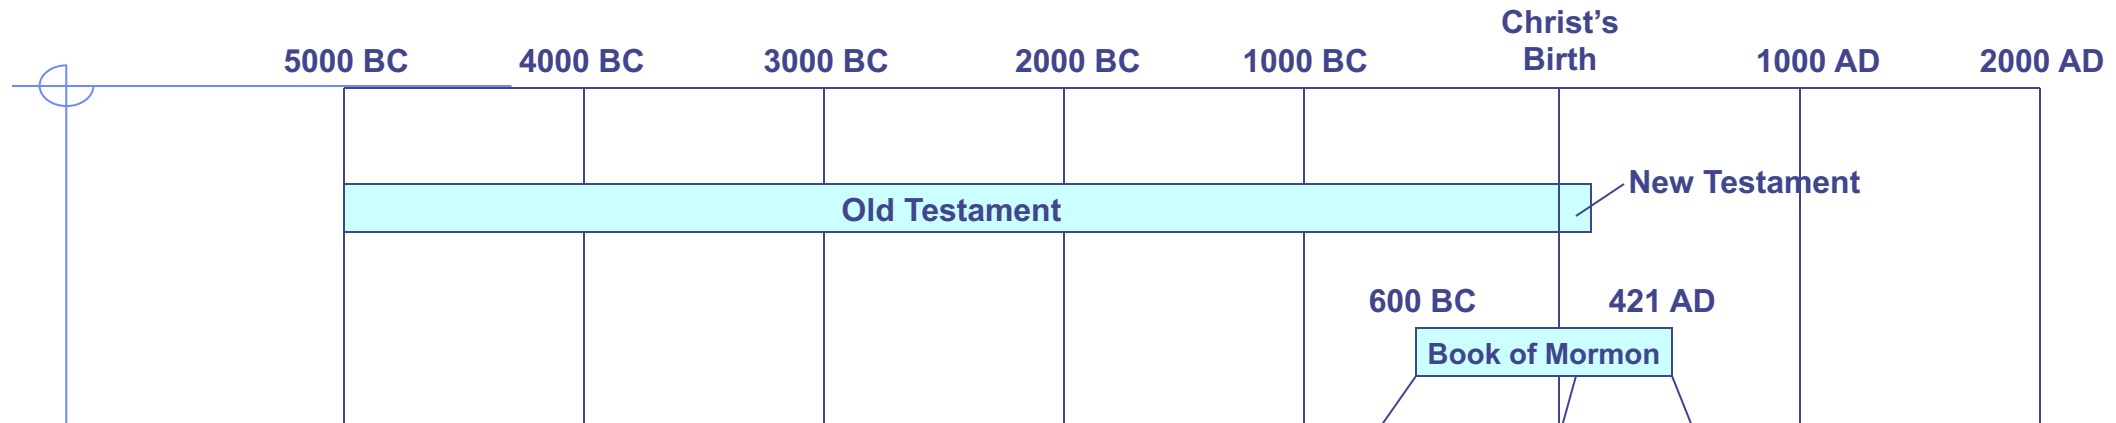 Christ’s
5000 BC 4000 BC 3000 BC 2000 BC 1000 BC Birth 1000 AD 2000 AD
New Testament
Old Testament
600 BC 421 AD
Book of Mormon